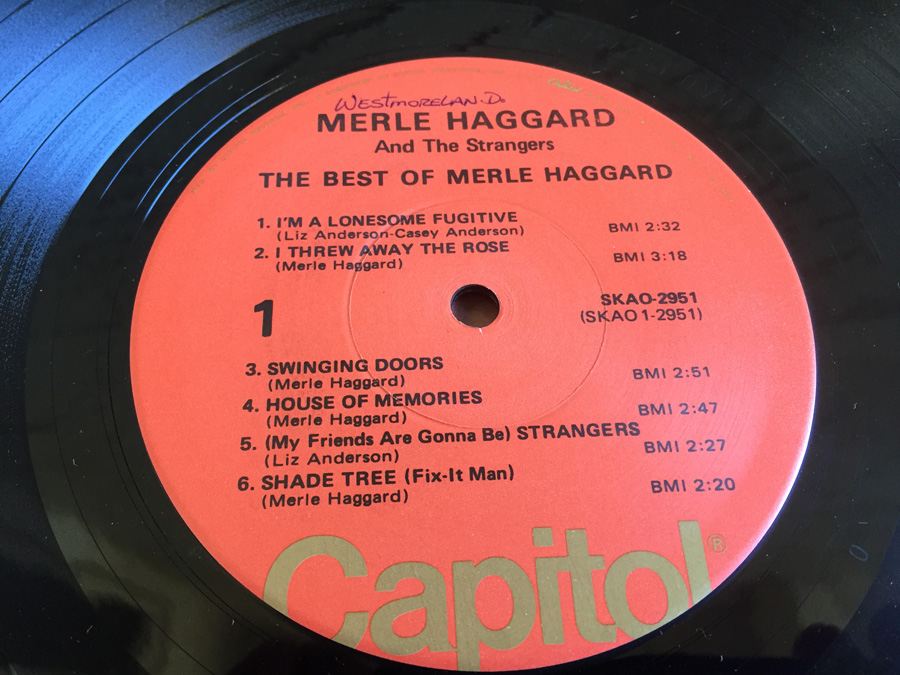 Capitol
WESTMORELAN.D.
MERLE HAGGARD
And The Strangers
THE BEST OF MERLE HAGGARD
1. I'M A LONESOME FUGITIVE BMI 2:32
(Liz Anderson-Casey Anderson)
2. I THREW AWAY THE ROSE BMI 3:18
(Merle Haggard)
1
SKAO-2951
(SKAO 1-2951)
3. SWINGING DOORS BMI 2:51
(Merle Haggard)
4. HOUSE OF MEMORIES BMI 2:47
(Merle Haggard)
5. (My Friends Are Gonna Be) STRANGERS BMI 2:27
(Liz Anderson)
6. SHADE TREE (Fix-It Man) BMI 2:20
(Merle Haggard)
Capitol®